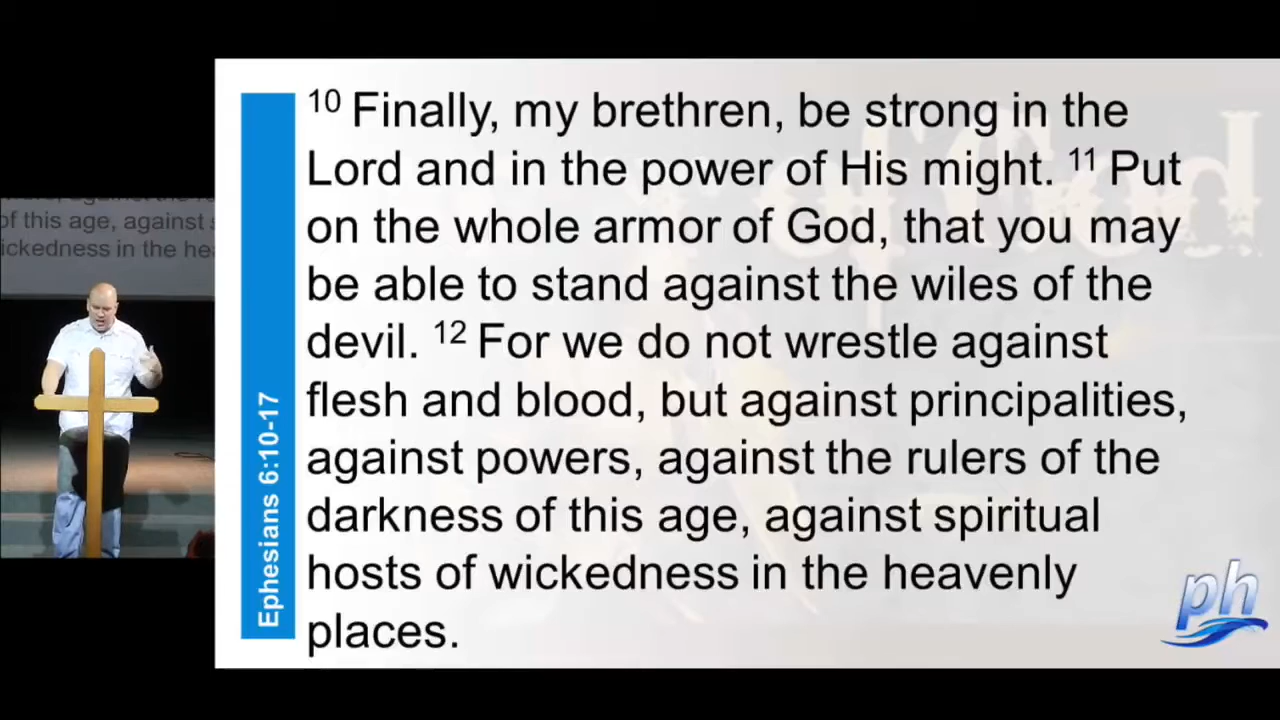 10 Finally, my brethren, be strong in the
Lord and in the power of His might. 11 Put
on the whole armor of God, that you may
be able to stand against the wiles of the
devil. 12 For we do not wrestle against
flesh and blood, but against principalities,
against powers, against the rulers of the
darkness of this age, against spiritual
hosts of wickedness in the heavenly
places.
Ephesians 6:10-17
of this age, against
wickedness in the hea
of God
ph